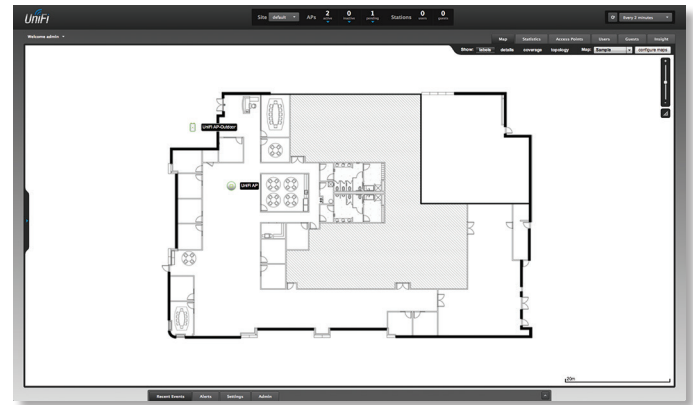 UniFi
Site default APs 2 0 1 Stations 0 0
Every 2 minutes
Welcome admin
Map Statistics Access Points Users Guests Insight
Show: labels details coverage topology Map: Sample configure maps
UniFi AP-Outdoor
UniFi AP
20m
Recent Events Alerts Settings Admin